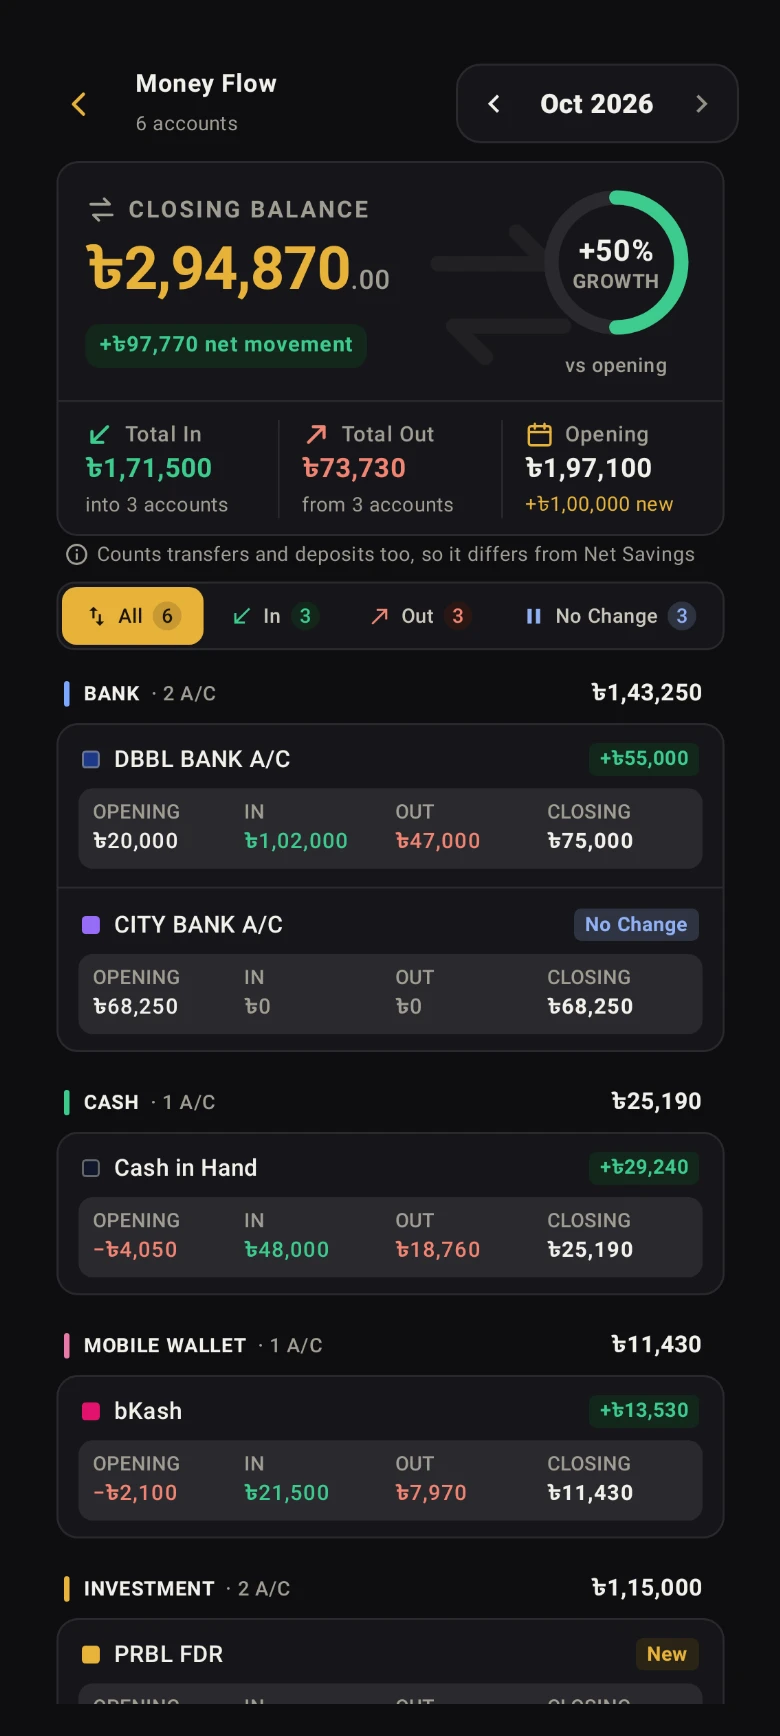 Money Flow
6 accounts
Oct 2026
CLOSING BALANCE
৳2,94,870.00
+৳97,770 net movement
+50%
GROWTH
vs opening
Total In
৳1,71,500
into 3 accounts
Total Out
৳73,730
from 3 accounts
Opening
৳1,97,100
+৳1,00,000 new
Counts transfers and deposits too, so it differs from Net Savings
All 6 In 3 Out 3 No Change 3
BANK · 2 A/C ৳1,43,250
DBBL BANK A/C +৳55,000
OPENING IN OUT CLOSING
৳20,000 ৳1,02,000 ৳47,000 ৳75,000
CITY BANK A/C No Change
OPENING IN OUT CLOSING
৳68,250 ৳0 ৳0 ৳68,250
CASH · 1 A/C ৳25,190
Cash in Hand +৳29,240
OPENING IN OUT CLOSING
−৳4,050 ৳48,000 ৳18,760 ৳25,190
MOBILE WALLET · 1 A/C ৳11,430
bKash +৳13,530
OPENING IN OUT CLOSING
−৳2,100 ৳21,500 ৳7,970 ৳11,430
INVESTMENT · 2 A/C ৳1,15,000
PRBL FDR New
OPENING IN OUT CLOSING